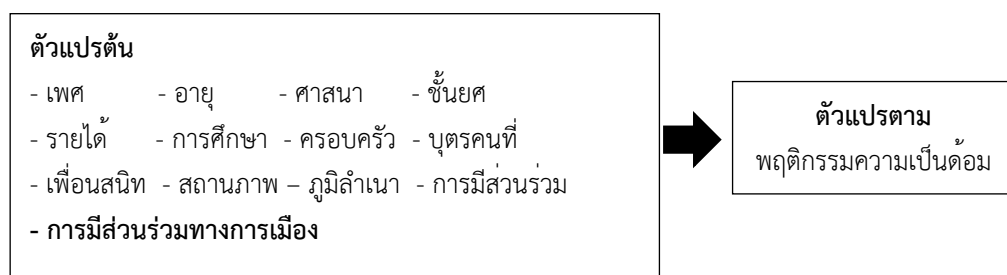 ตัวแปรต้น
- เพศ - อายุ - ศาสนา - ชั้นยศ
- รายได้ - การศึกษา - ครอบครัว - บุตรคนที่
- เพื่อนสนิท - สถานภาพ – ภูมิลำเนา - การมีส่วนร่วม
- การมีส่วนร่วมทางการเมือง
ตัวแปรตาม
พฤติกรรมความเป็นด้อม